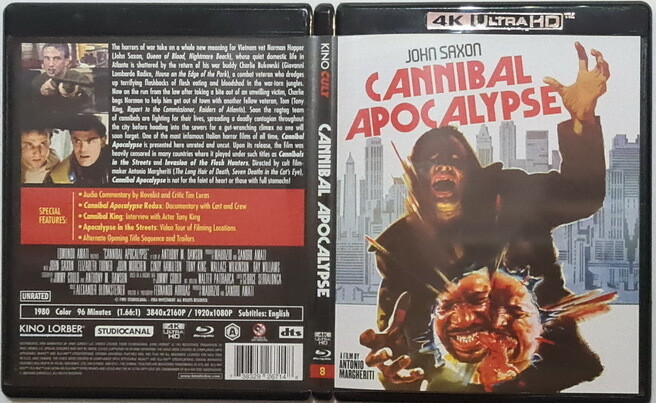 The horrors of war take on a whole new meaning for Vietnam vet Norman Hopper
(John Saxon, Queen of Blood, Nightmare Beach), whose quiet domestic life in
Atlanta is shattered by the return of his war buddy Charlie Bukowski (Giovanni
Lombardo Radice, House on the Edge of the Park), a combat veteran who dredges
up terrifying flashbacks of flesh eating and bloodshed in the war-torn jungles.
Now on the run from the law after taking a bite out of an unwilling victim,
Charlie begs Norman to help him get out of town with another fellow veteran, Tom (Tony
King, Report to the Commissioner, Raiders of Atlantis). Soon the ragtag team
of cannibals are fighting for their lives, spreading a deadly contagion throughout
the city before heading into the sewers for a gut-wrenching climax no one will
soon forget. One of the most infamous Italian horror films of all time, Cannibal
Apocalypse is presented here uncut and uncut. Upon its release, the film was
heavily censored in many countries where it played under such titles as Cannibals
in the Streets and Invasion of the Flesh Hunters. Directed by cult film-
maker Antonio Margheriti (The Long Hair of Death, Seven Deaths in the Cat's Eye),
Cannibal Apocalypse is not for the faint of heart or those with full stomachs!
SPECIAL
FEATURES:
• Audio Commentary by Novelist and Critic Tim Lucas
• Cannibal Apocalypse Redux: Documentary with Cast and Crew
• Cannibal King: Interview with Actor Tony King
• Apocalypse in the Streets: Video Tour of Filming Locations
• Alternate Opening Title Sequence and Trailers
UNRATED
1980 Color 96 Minutes (1.66:1) 3840x2160P / 1920x1080P Subtitles: English
KINO LORBER
STUDIOCANAL
4K
ULTRA HD
A
dts
7 38329 26714
KINO CULT
CANNIBAL APOCALYPSE
4K
ULTRA HD
8
4K ULTRA HD
JOHN SAXON
CANNIBAL
APOCALYPSE
A FILM BY
ANTONIO
MARGHERITI